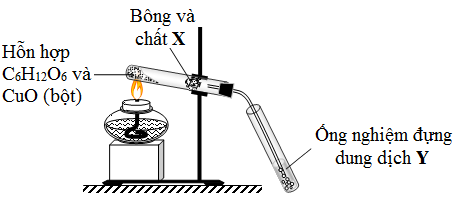 Bông và
chất X
Hỗn hợp
C6H12O6 và
CuO (bột)
Ống nghiệm đựng
dung dịch Y